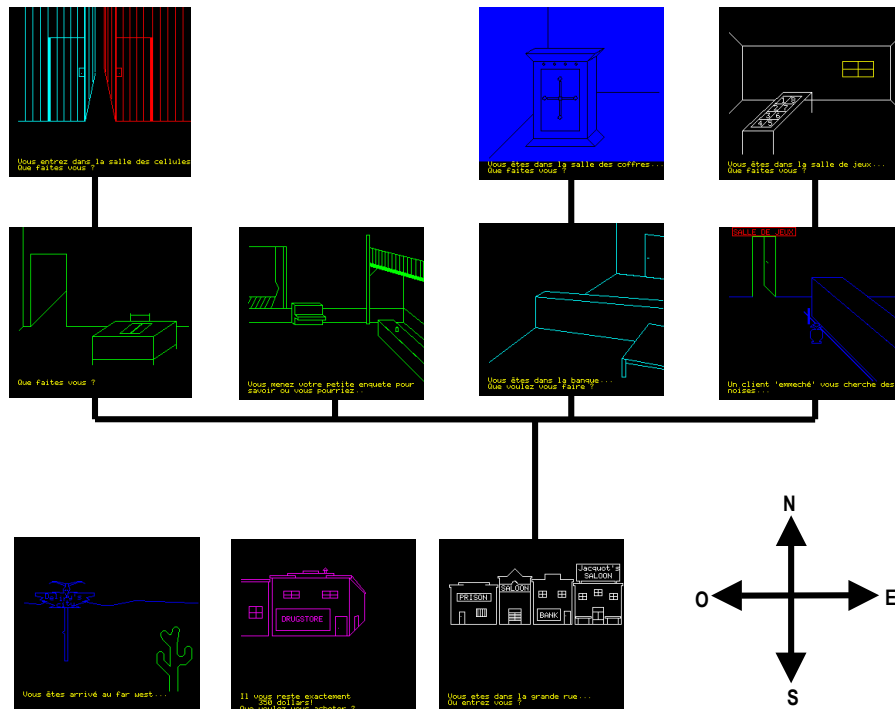 Vous entrez dans la salle des cellules
Que faites vous ?
Vous êtes dans la salle des coffres...
Que faites vous ?
Vous êtes dans la salle de jeux...
Que faites vous ?
Que faites vous ?
Vous menez votre petite enquete pour
savoir ou vous pourriez..
Vous êtes dans la banque...
Que voulez vous faire ?
SALLE DE JEUX
Un client 'emmeché' vous cherche des
noises...
Vous êtes arrivé au far west...
DRUGSTORE
Il vous reste exactement
350 dollars!
Que voulez vous acheter ?
PRISON
SALOON
BANK
Jacquot's
SALOON
Vous etes dans la grande rue...
Ou entrez vous ?
N
O
E
S